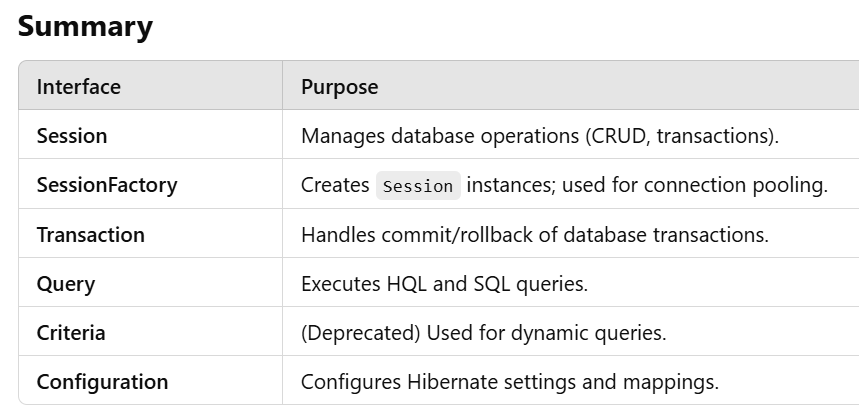 Summary
Interface Purpose
Session Manages database operations (CRUD, transactions).
SessionFactory Creates Session instances; used for connection pooling.
Transaction Handles commit/rollback of database transactions.
Query Executes HQL and SQL queries.
Criteria (Deprecated) Used for dynamic queries.
Configuration Configures Hibernate settings and mappings.